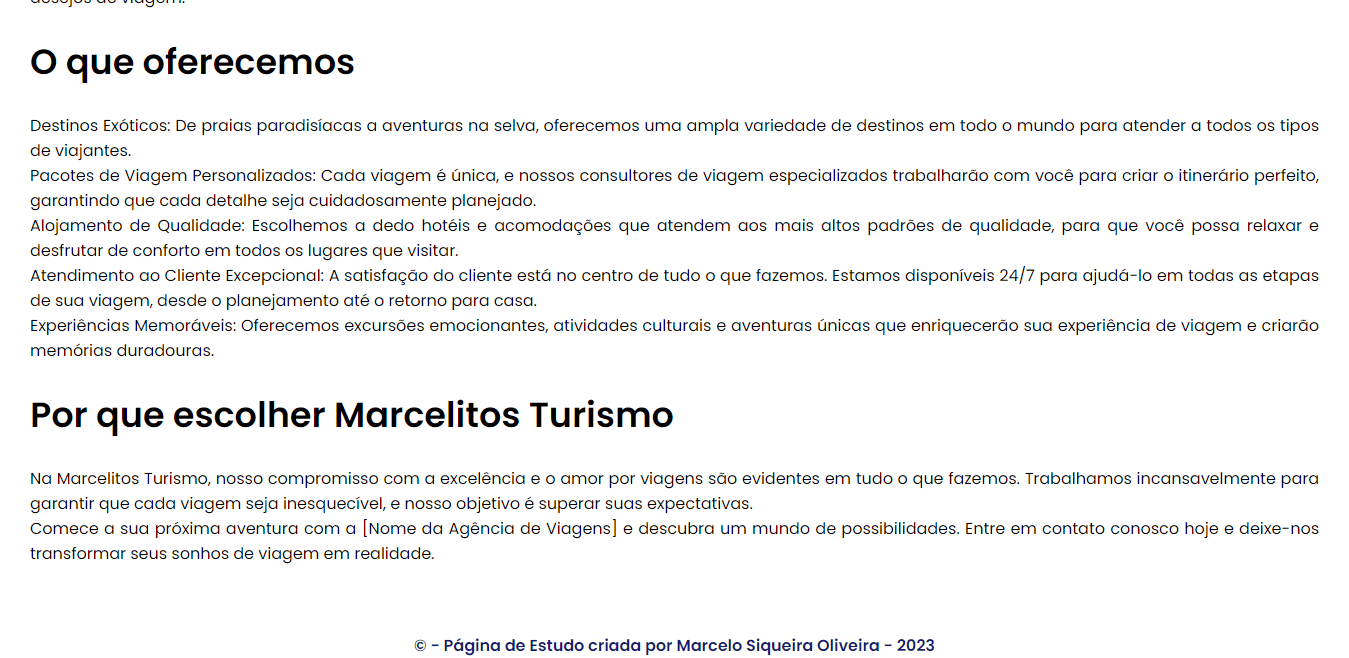 desejos de viagem.
O que oferecemos
Destinos Exóticos: De praias paradisíacas a aventuras na selva, oferecemos uma ampla variedade de destinos em todo o mundo para atender a todos os tipos
de viajantes.
Pacotes de Viagem Personalizados: Cada viagem é única, e nossos consultores de viagem especializados trabalharão com você para criar o itinerário perfeito,
garantindo que cada detalhe seja cuidadosamente planejado.
Alojamento de Qualidade: Escolhemos a dedo hotéis e acomodações que atendem aos mais altos padrões de qualidade, para que você possa relaxar e
desfrutar de conforto em todos os lugares que visitar.
Atendimento ao Cliente Excepcional: A satisfação do cliente está no centro de tudo o que fazemos. Estamos disponíveis 24/7 para ajudá-lo em todas as etapas
de sua viagem, desde o planejamento até o retorno para casa.
Experiências Memoráveis: Oferecemos excursões emocionantes, atividades culturais e aventuras únicas que enriquecerão sua experiência de viagem e criarão
memórias duradouras.
Por que escolher Marcelitos Turismo
Na Marcelitos Turismo, nosso compromisso com a excelência e o amor por viagens são evidentes em tudo o que fazemos. Trabalhamos incansavelmente para
garantir que cada viagem seja inesquecível, e nosso objetivo é superar suas expectativas.
Comece a sua próxima aventura com a [Nome da Agência de Viagens] e descubra um mundo de possibilidades. Entre em contato conosco hoje e deixe-nos
transformar seus sonhos de viagem em realidade.
© - Página de Estudo criada por Marcelo Siqueira Oliveira - 2023